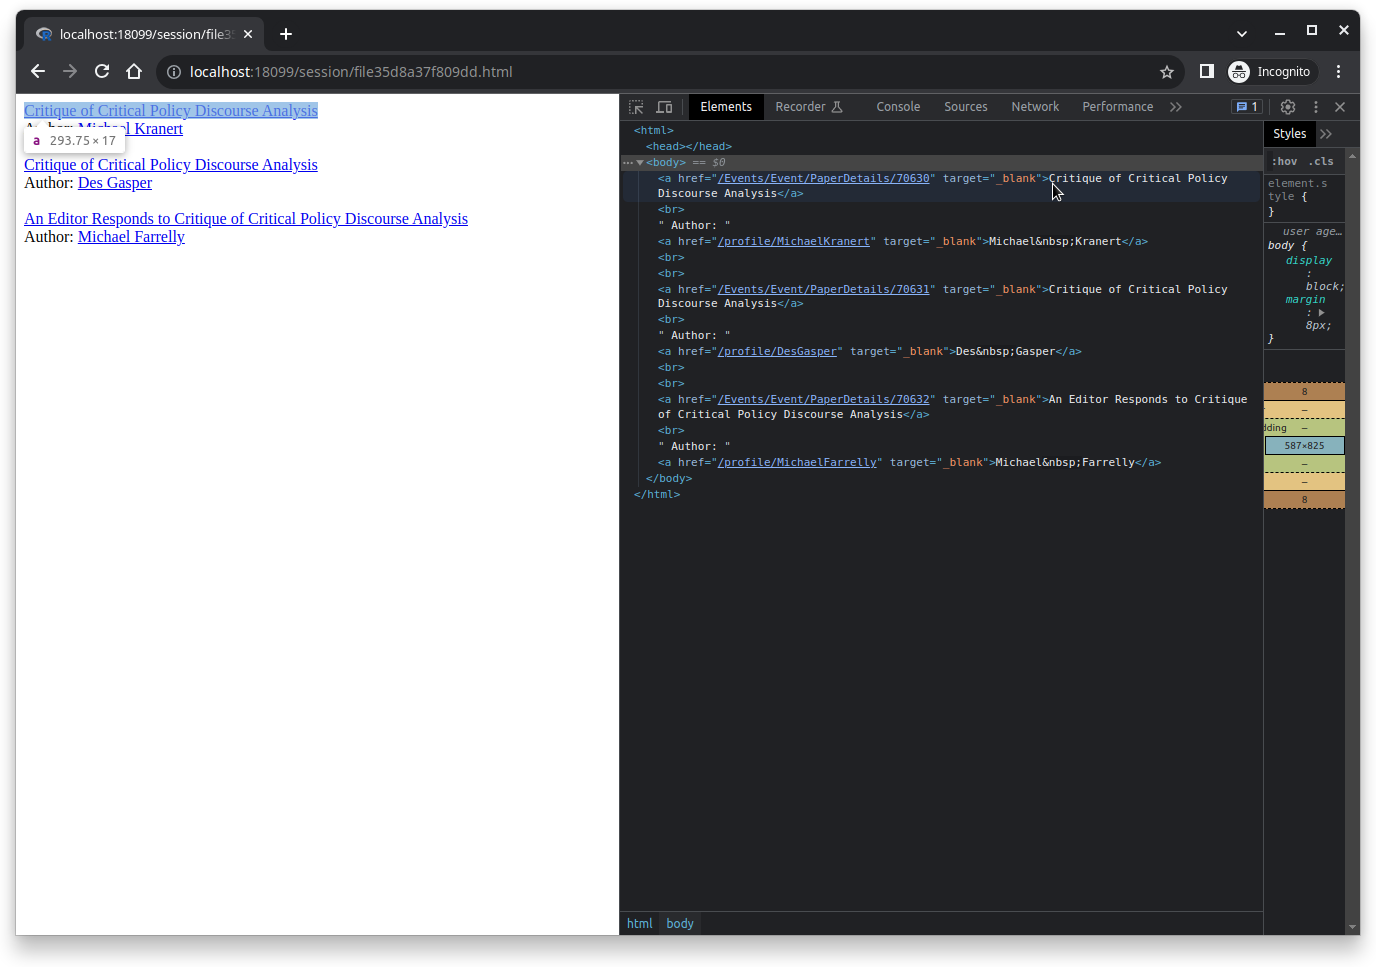 localhost:18099/session/file3
localhost:18099/session/file35d8a37f809dd.html
Incognito
Critique of Critical Policy Discourse Analysis
Michael Kranert
a 293.75 × 17
Critique of Critical Policy Discourse Analysis
Author: Des Gasper
An Editor Responds to Critique of Critical Policy Discourse Analysis
Author: Michael Farrelly
Elements
Recorder
Console
Sources
Network
Performance
1
<html>
<head></head>
<body> == $0
<a href="/Events/Event/PaperDetails/70630" target="_blank">Critique of Critical Policy
Discourse Analysis</a>
<br>
" Author: "
<a href="/profile/MichaelKranert" target="_blank">Michael&nbsp;Kranert</a>
<br>
<br>
<a href="/Events/Event/PaperDetails/70631" target="_blank">Critique of Critical Policy
Discourse Analysis</a>
<br>
" Author: "
<a href="/profile/DesGasper" target="_blank">Des&nbsp;Gasper</a>
<br>
<br>
<a href="/Events/Event/PaperDetails/70632" target="_blank">An Editor Responds to Critique
of Critical Policy Discourse Analysis</a>
<br>
" Author: "
<a href="/profile/MichaelFarrelly" target="_blank">Michael&nbsp;Farrelly</a>
</body>
</html>
html body
Styles
:hov .cls
element.s
tyle {
}
user age…
body {
display
:
block;
margin
: ▶
8px;
}
8
–
dding –
587×825
–
–
8